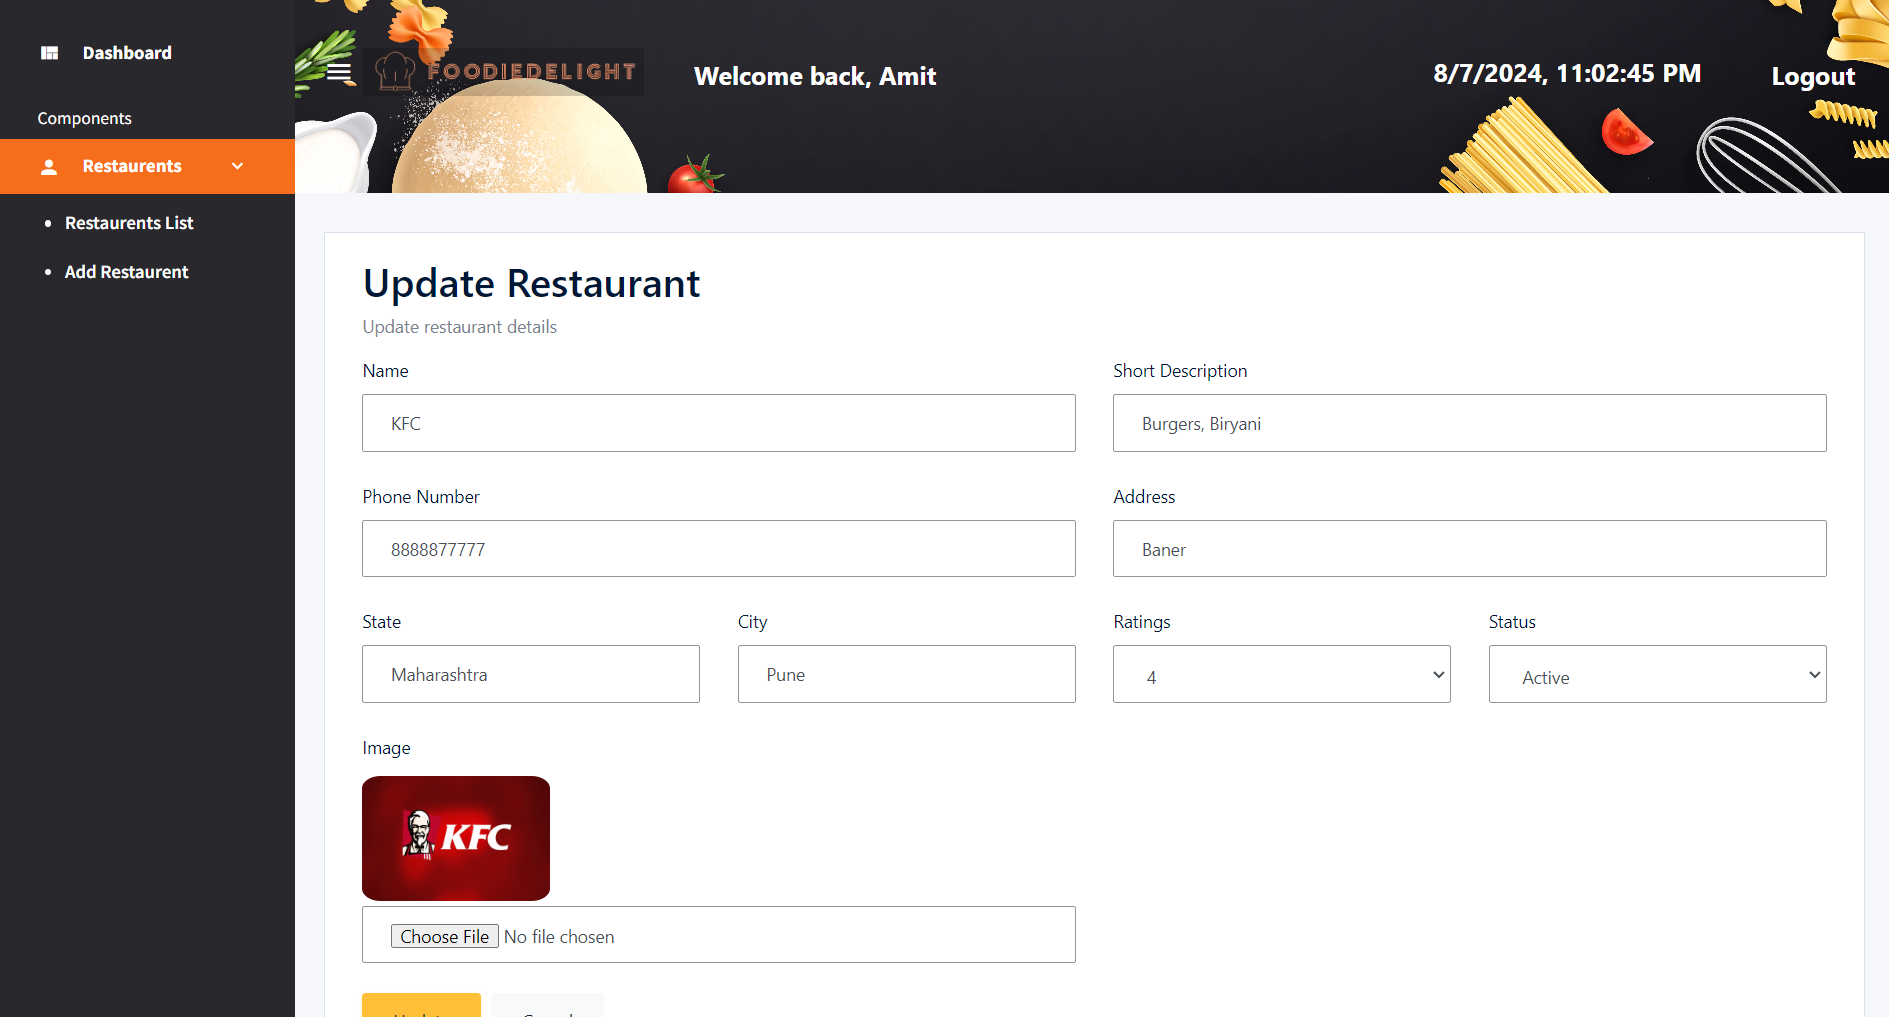 Dashboard
Components
Restaurents
Restaurents List
Add Restaurent
FOODIEDELIGHT
Welcome back, Amit
8/7/2024, 11:02:45 PM
Logout
Update Restaurant
Update restaurant details
Name
Short Description
KFC
Burgers, Biryani
Phone Number
Address
8888877777
Baner
State
City
Ratings
Status
Maharashtra
Pune
4
Active
Image
KFC
Choose File No file chosen